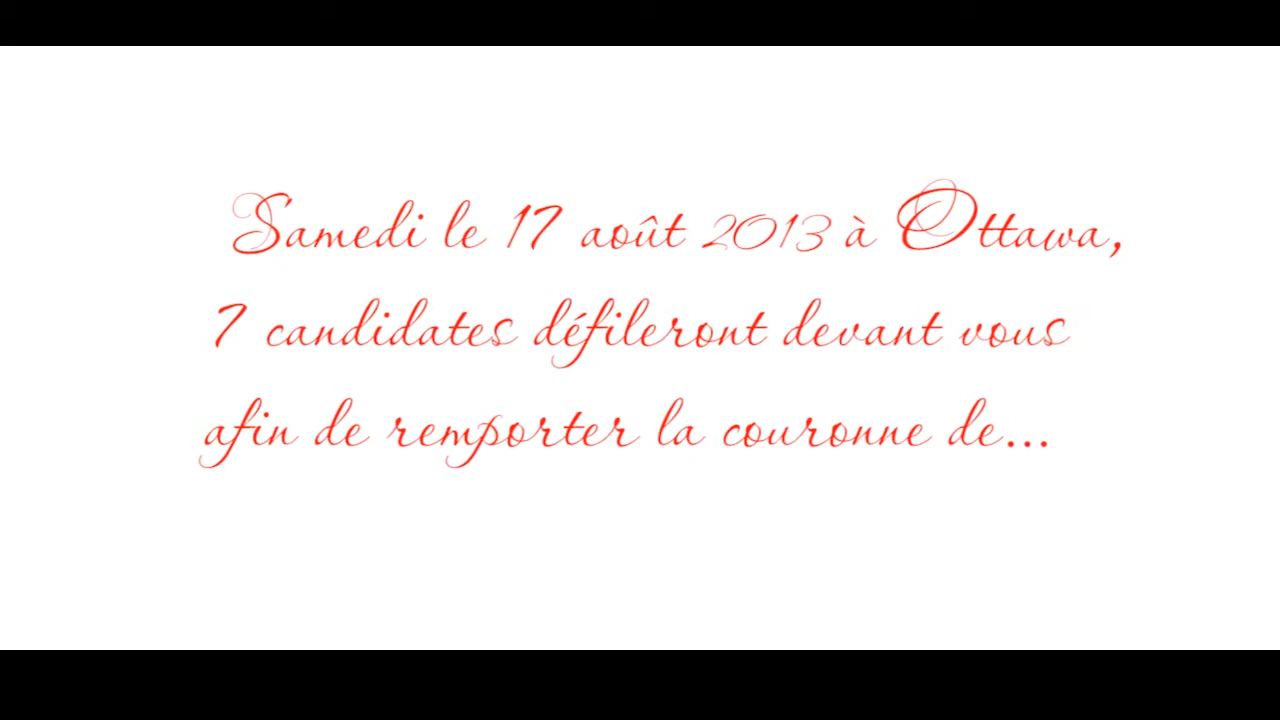 Samedi le 17 août 2013 à Ottawa,
7 candidates défileront devant vous
afin de remporter la couronne de...